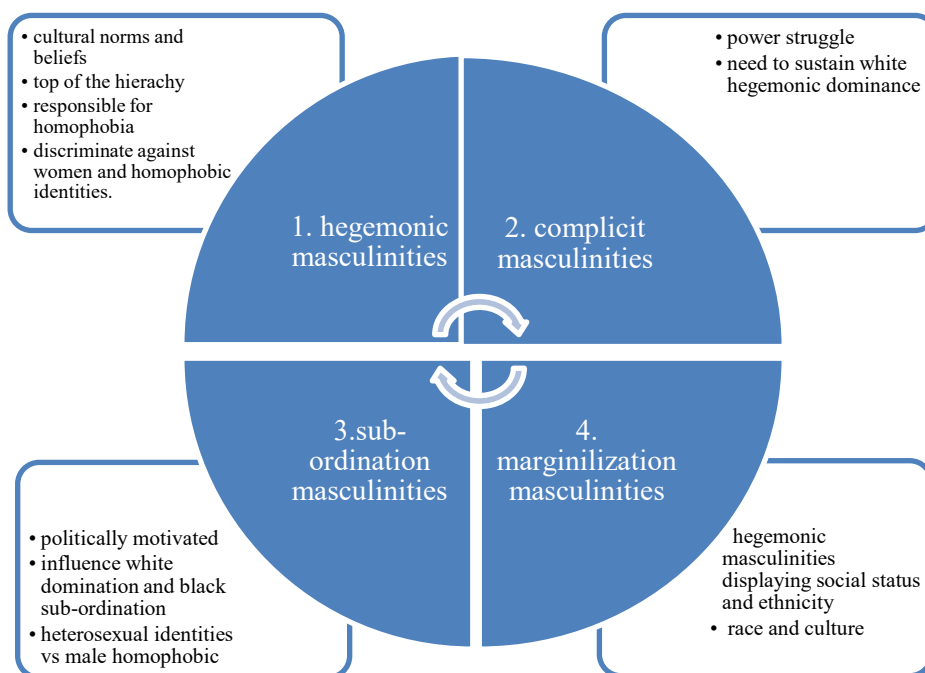 • cultural norms and
beliefs
• top of the hierachy
• responsible for
homophobia
• discriminate against
women and homophobic
identities.
• power struggle
• need to sustain white
hegemonic dominance
1. hegemonic
masculinities
2. complicit
masculinities
3.sub-
ordination
masculinities
4.
marginilization
masculinities
• politically motivated
• influence white
domination and black
sub-ordination
• heterosexual identities
vs male homophobic
hegemonic
masculinities
displaying social status
and ethnicity
• race and culture